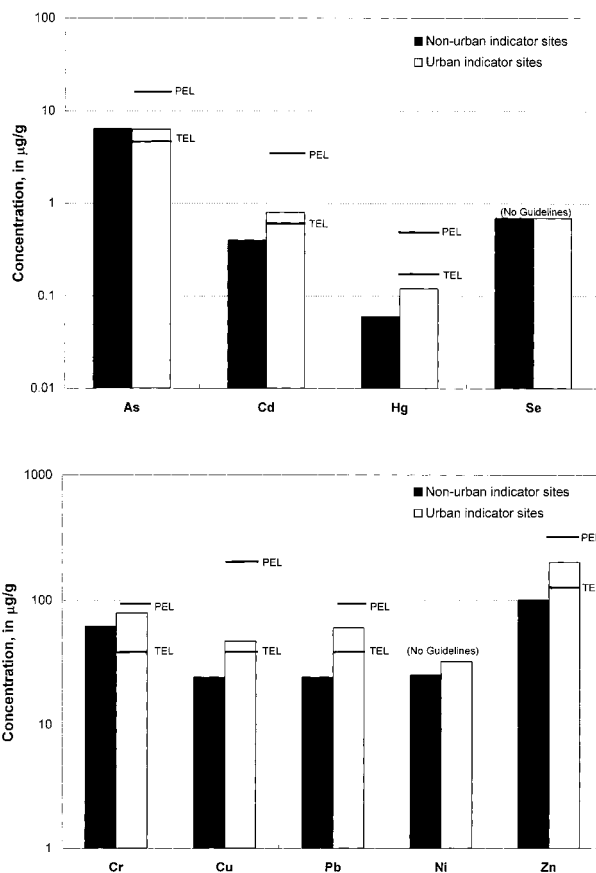 100
10
1
0.1
0.01
Concentration, in µg/g
Non-urban indicator sites
Urban indicator sites
PEL
TEL
PEL
TEL
PEL
TEL
(No Guidelines)
As Cd Hg Se
1000
100
10
1
Concentration, in µg/g
Non-urban indicator sites
Urban indicator sites
PEL
TEL
PEL
TEL
PEL
TEL
(No Guidelines)
PE
TE
Cr Cu Pb Ni Zn